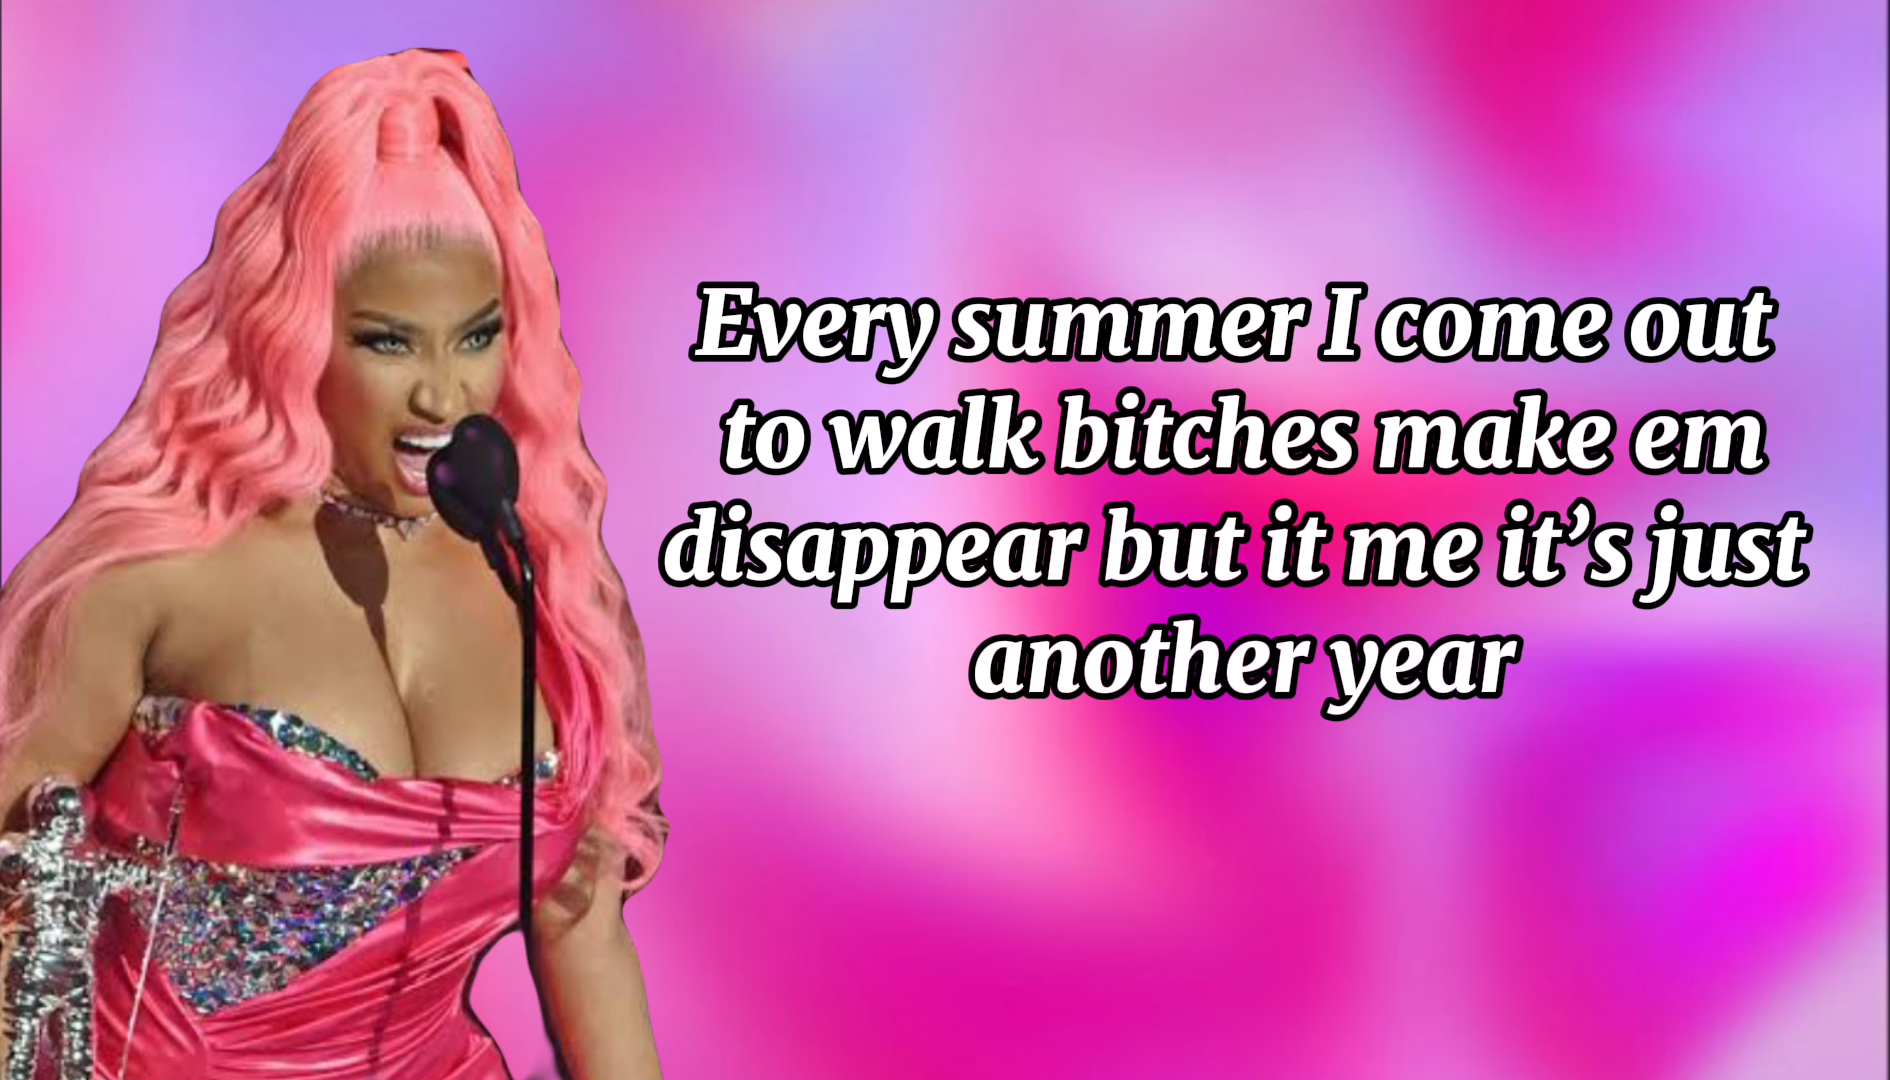 Every summer I come out
to walk bitches make em
disappear but it me it’s just
another year